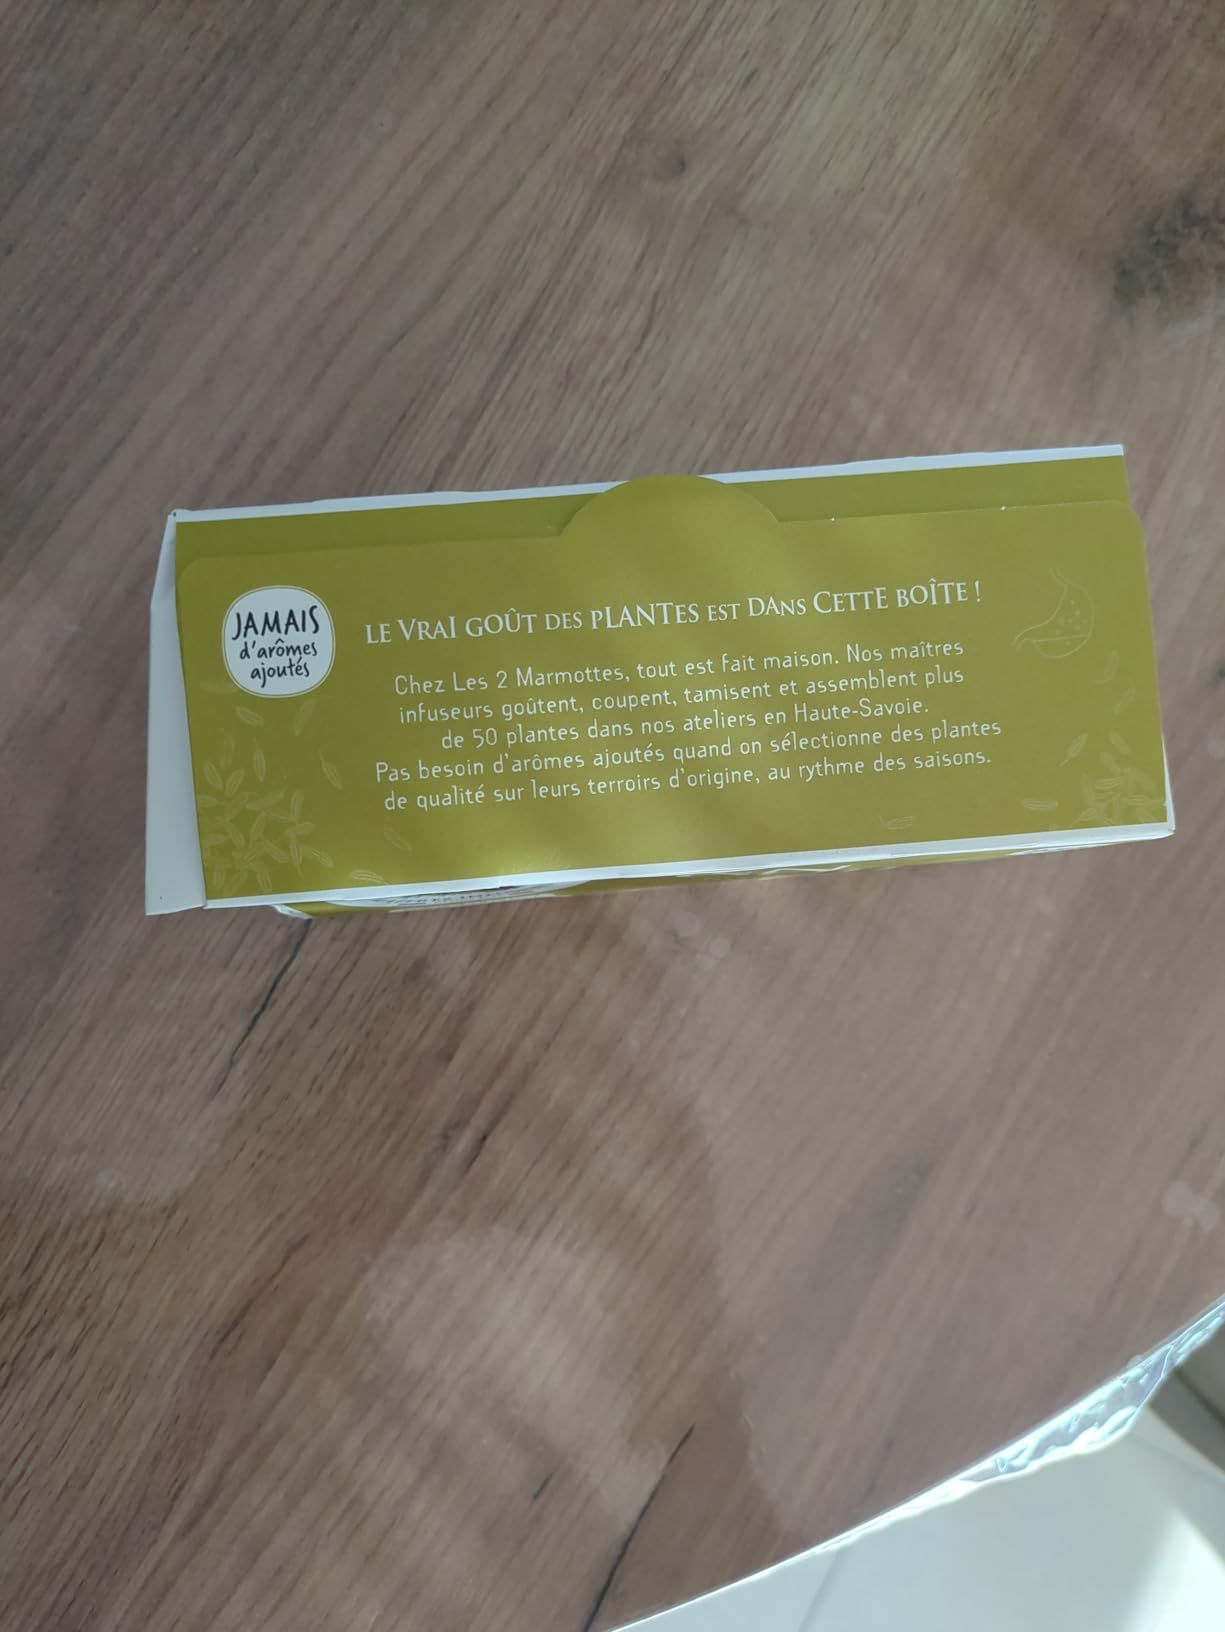 JAMAIS
d'arômes
ajoutés
LE VRAI GOÛT DES PLANTES EST DANS CETTE BOÎTE !
Chez Les 2 Marmottes, tout est fait maison. Nos maîtres
infuseurs goûtent, coupent, tamisent et assemblent plus
de 50 plantes dans nos ateliers en Haute-Savoie.
Pas besoin d'arômes ajoutés quand on sélectionne des plantes
de qualité sur leurs terroirs d'origine, au rythme des saisons.